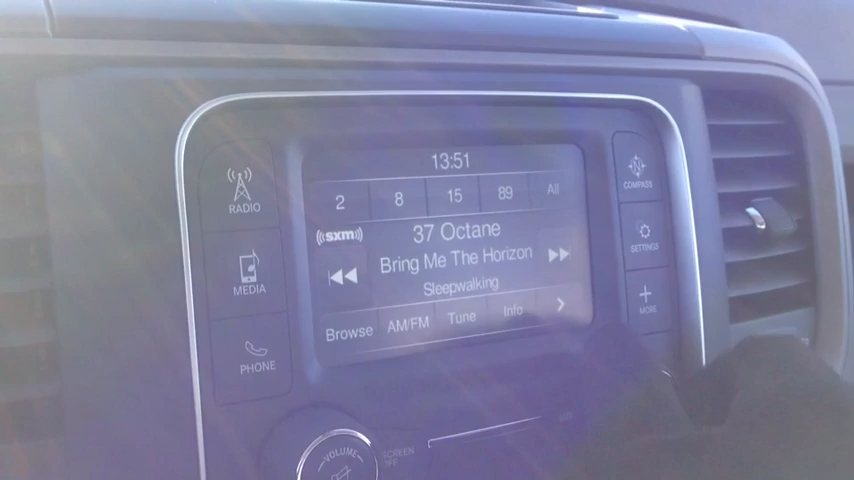 13:51
2 8 15 89 All
((sxm)) 37 Octane
Bring Me The Horizon
Sleepwalking
Browse AM/FM Tune Info >
RADIO
MEDIA
PHONE
N
COMPASS
SETTINGS
MORE
VOLUME
SCREEN
OFF